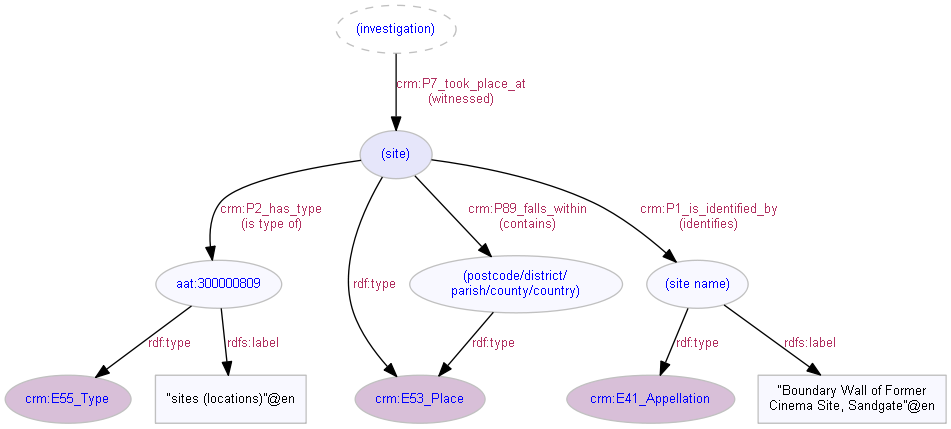 (investigation)
crm:P7_took_place_at
(witnessed)
(site)
crm:P2_has_type
(is type of)
crm:P89_falls_within
(contains)
crm:P1_is_identified_by
(identifies)
aat:300000809
rdf:type
(postcode/district/
parish/county/country)
(site name)
rdf:type
rdfs:label
rdf:type
rdf:type
rdfs:label
crm:E55_Type
"sites (locations)"@en
crm:E53_Place
crm:E41_Appellation
"Boundary Wall of Former
Cinema Site, Sandgate"@en